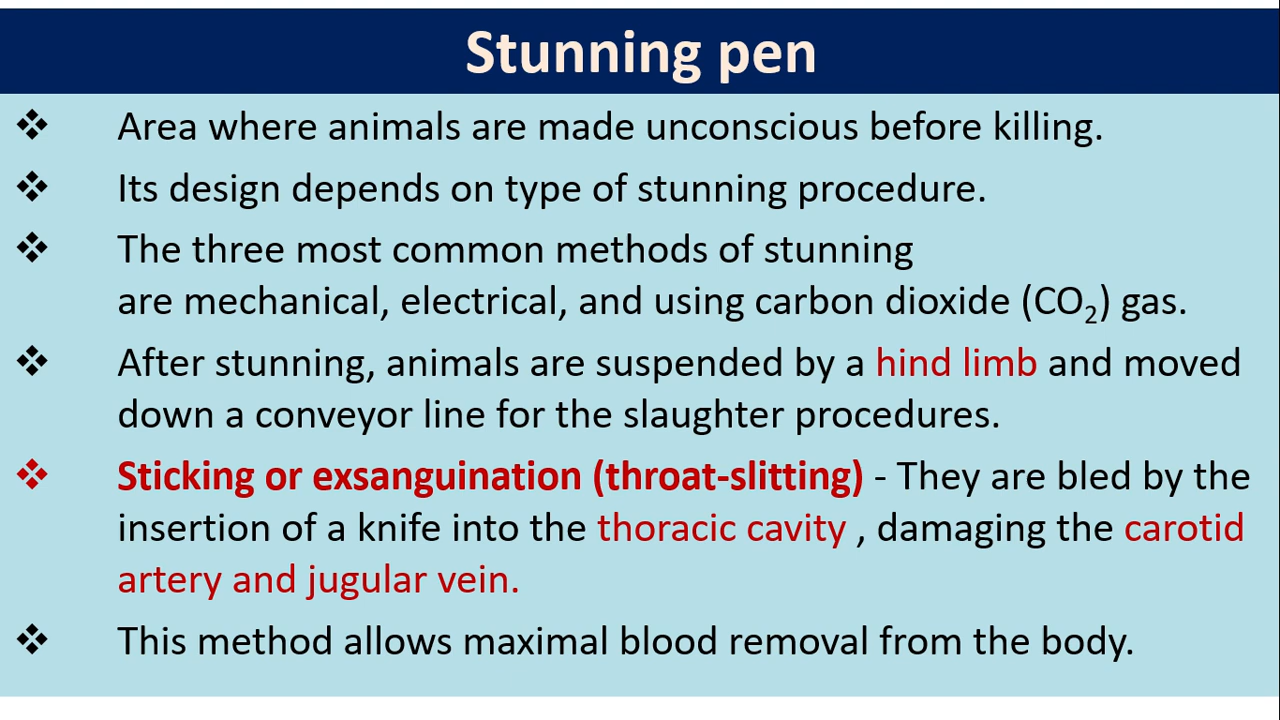 Stunning pen
❖ Area where animals are made unconscious before killing.
❖ Its design depends on type of stunning procedure.
❖ The three most common methods of stunning
are mechanical, electrical, and using carbon dioxide (CO₂) gas.
❖ After stunning, animals are suspended by a hind limb and moved
down a conveyor line for the slaughter procedures.
❖ Sticking or exsanguination (throat-slitting) - They are bled by the
insertion of a knife into the thoracic cavity , damaging the carotid
artery and jugular vein.
❖ This method allows maximal blood removal from the body.